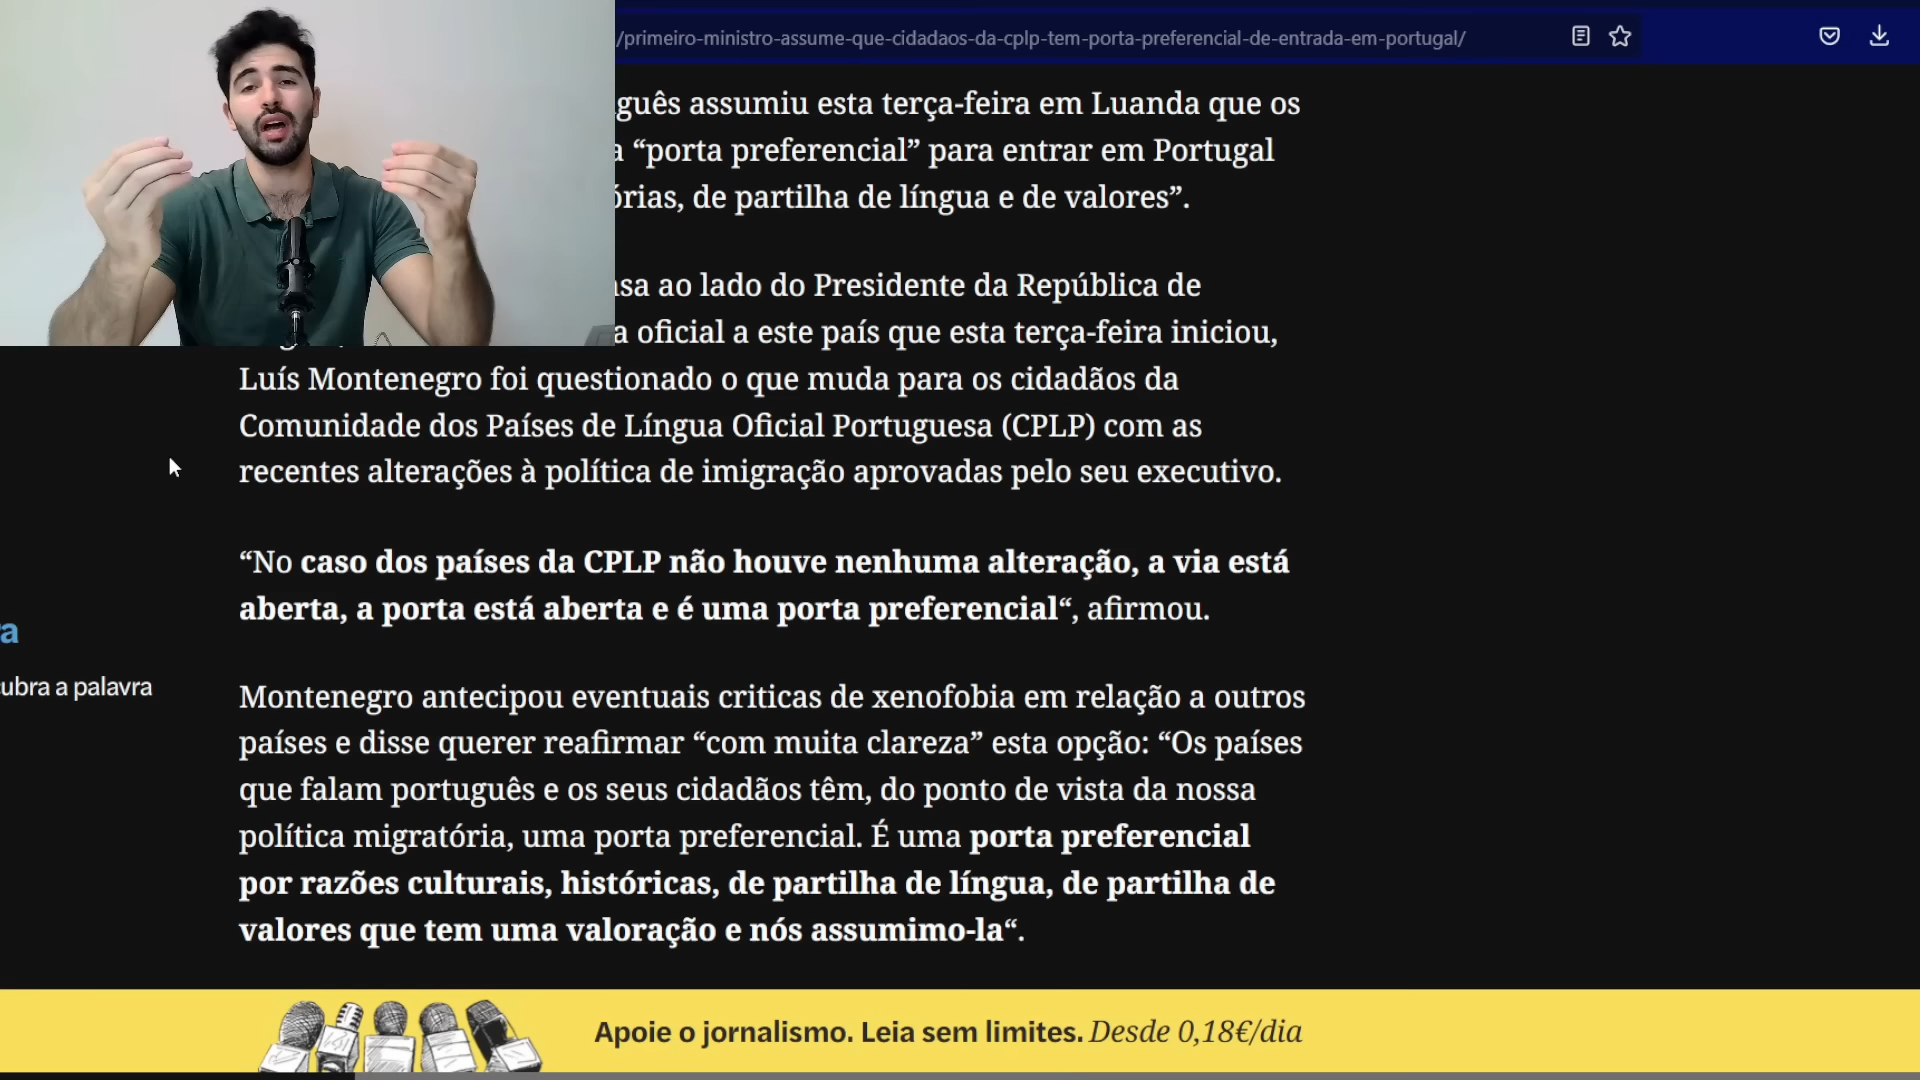 /primeiro-ministro-assume-que-cidadaos-da-cplp-tem-porta-preferencial-de-entrada-em-portugal/
guês assumiu esta terça-feira em Luanda que os
a “porta preferencial” para entrar em Portugal
órias, de partilha de língua e de valores”.
nsa ao lado do Presidente da República de
a oficial a este país que esta terça-feira iniciou,
Luís Montenegro foi questionado o que muda para os cidadãos da
Comunidade dos Países de Língua Oficial Portuguesa (CPLP) com as
recentes alterações à política de imigração aprovadas pelo seu executivo.
“No caso dos países da CPLP não houve nenhuma alteração, a via está
aberta, a porta está aberta e é uma porta preferencial“, afirmou.
ra
cubra a palavra
Montenegro antecipou eventuais criticas de xenofobia em relação a outros
países e disse querer reafirmar “com muita clareza” esta opção: “Os países
que falam português e os seus cidadãos têm, do ponto de vista da nossa
política migratória, uma porta preferencial. É uma porta preferencial
por razões culturais, históricas, de partilha de língua, de partilha de
valores que tem uma valoração e nós assumimo-la“.
Apoie o jornalismo. Leia sem limites. Desde 0,18€/dia